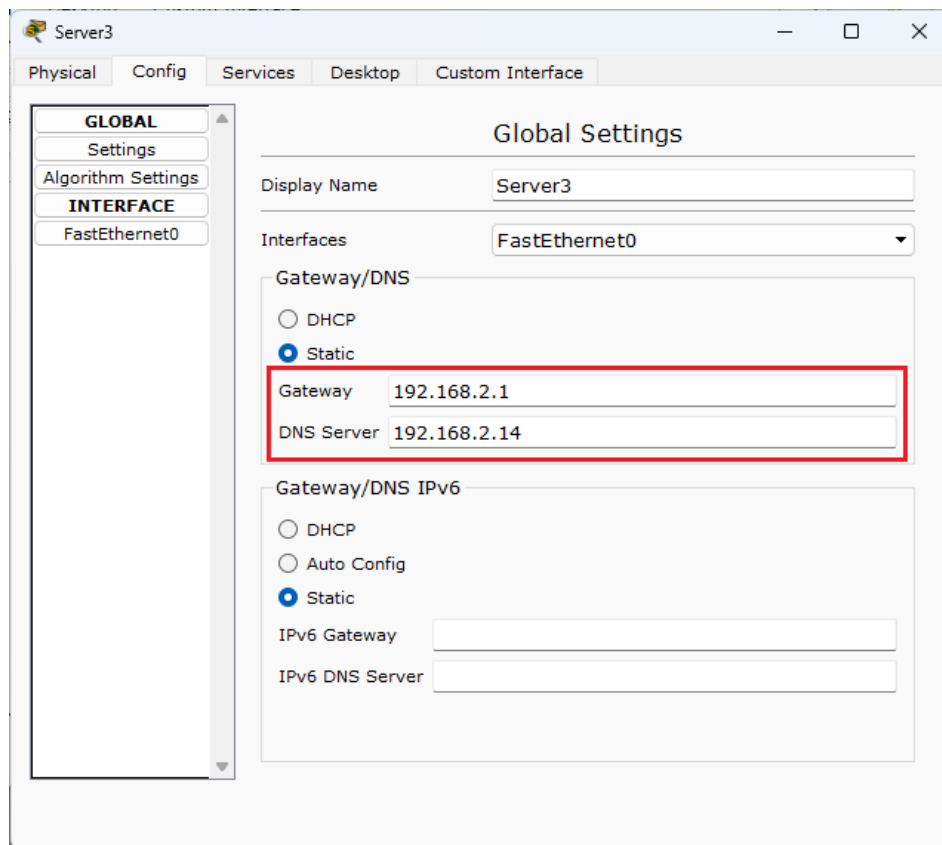 Server3
Physical Config Services Desktop Custom Interface
GLOBAL
Settings
Algorithm Settings
INTERFACE
FastEthernet0
Global Settings
Display Name Server3
Interfaces FastEthernet0
Gateway/DNS
DHCP
Static
Gateway 192.168.2.1
DNS Server 192.168.2.14
Gateway/DNS IPv6
DHCP
Auto Config
Static
IPv6 Gateway
IPv6 DNS Server